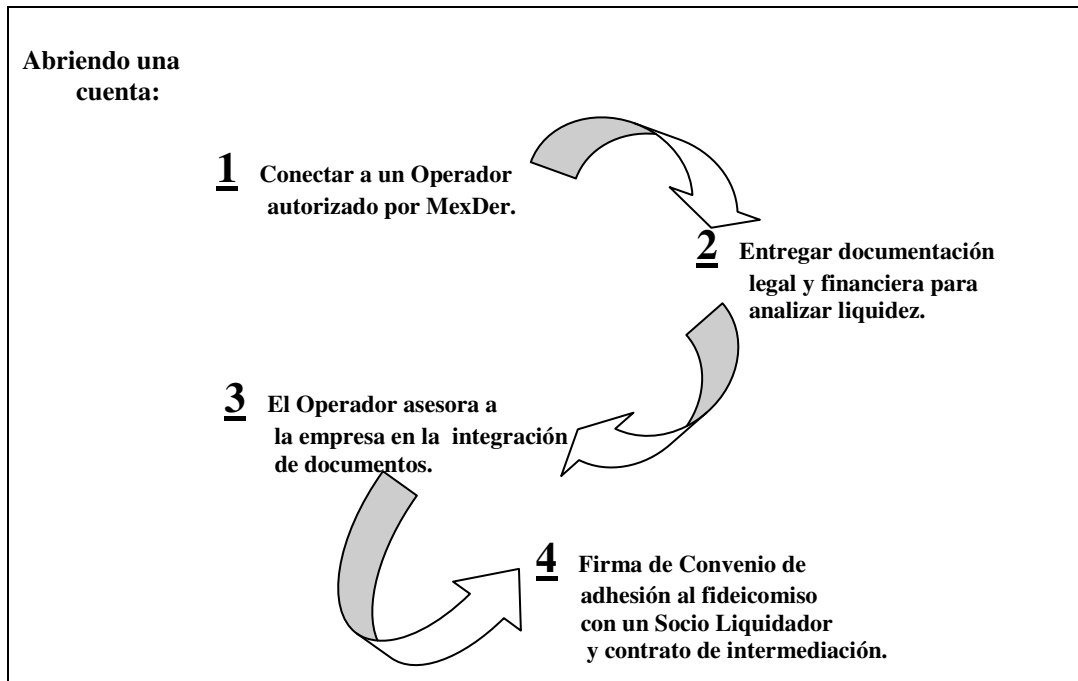 Abriendo una
cuenta:
1 Conectar a un Operador
autorizado por MexDer.
2 Entregar documentación
legal y financiera para
analizar liquidez.
3 El Operador asesora a
la empresa en la integración
de documentos.
4 Firma de Convenio de
adhesión al fideicomiso
con un Socio Liquidador
y contrato de intermediación.